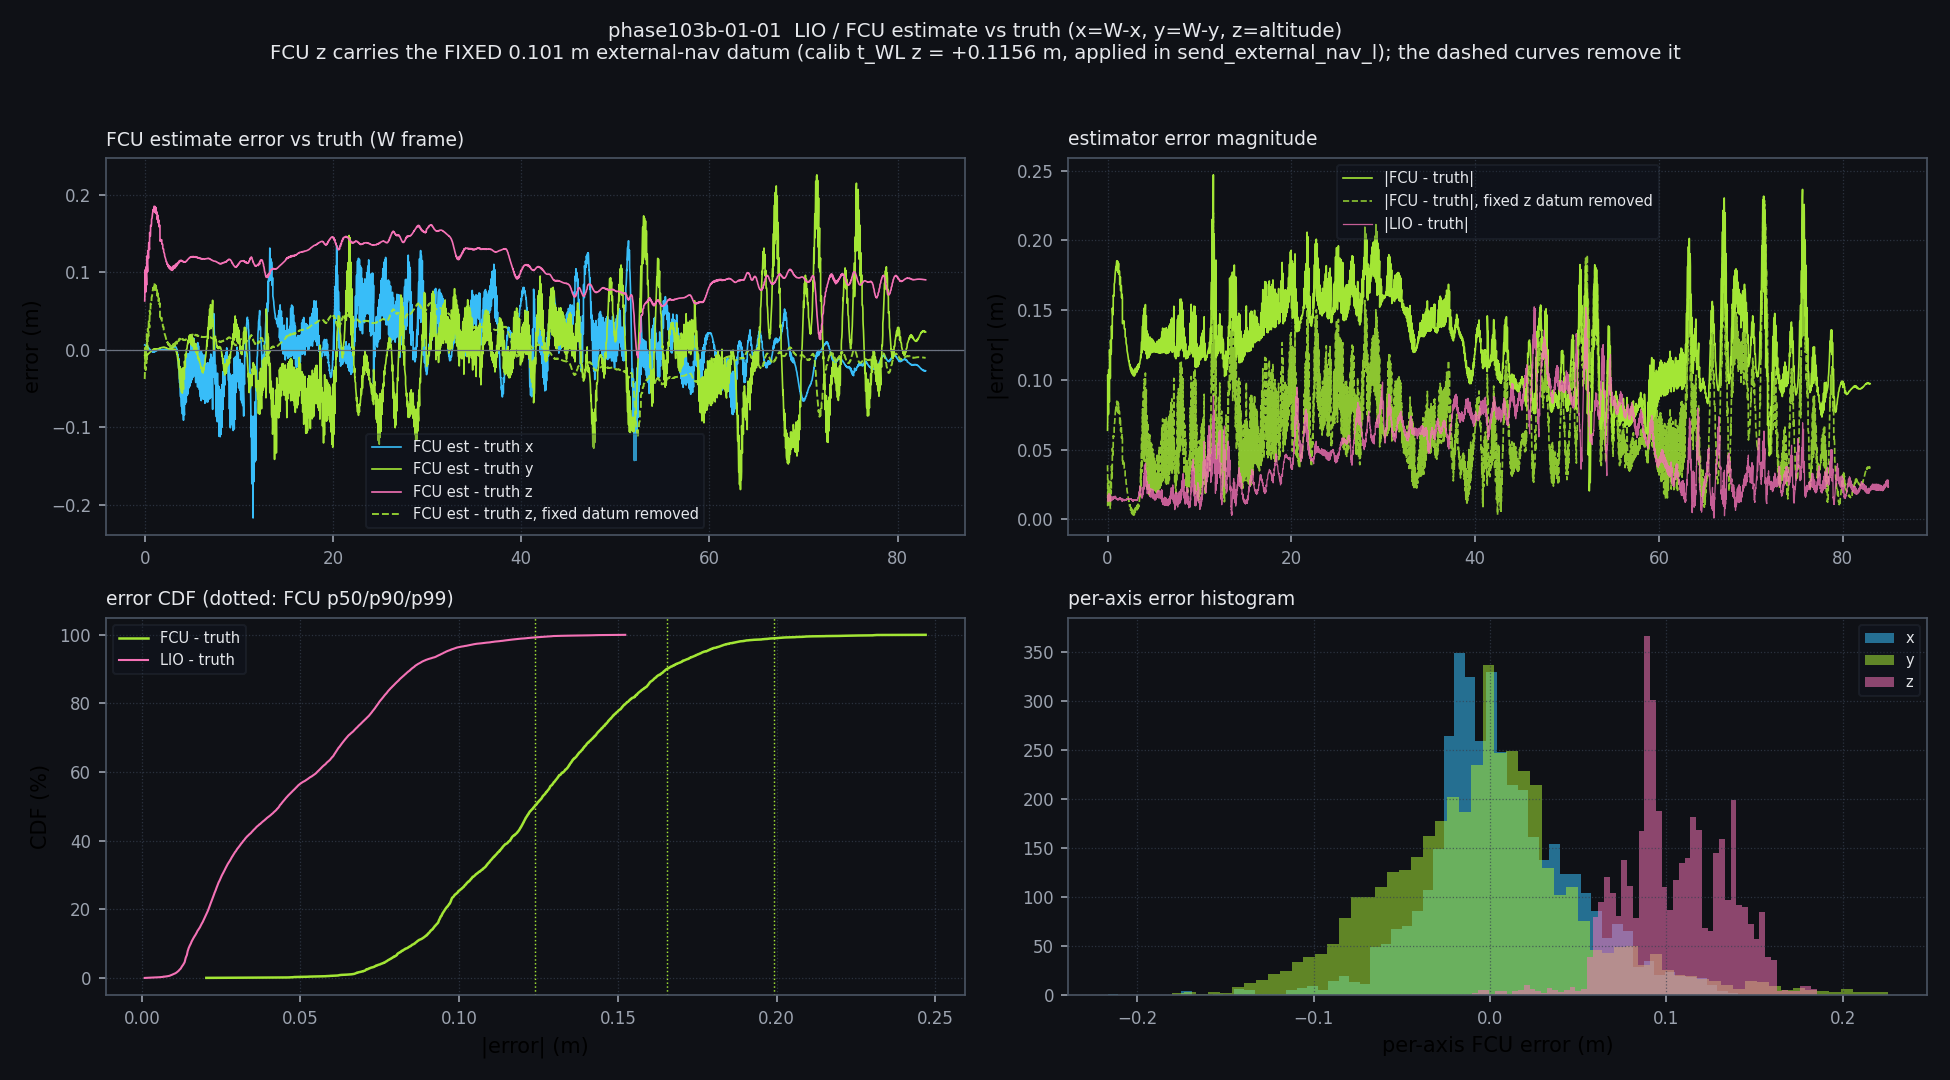 phase103b-01-01 LIO / FCU estimate vs truth (x=W-x, y=W-y, z=altitude)
FCU z carries the FIXED 0.101 m external-nav datum (calib t_WL z = +0.1156 m, applied in send_external_nav_l); the dashed curves remove it
FCU estimate error vs truth (W frame)
error (m)
0.2
0.1
0.0
−0.1
−0.2
FCU est - truth x
FCU est - truth y
FCU est - truth z
FCU est - truth z, fixed datum removed
0 20 40 60 80
estimator error magnitude
|error| (m)
0.25
0.20
0.15
0.10
0.05
0.00
|FCU - truth|
|FCU - truth|, fixed z datum removed
|LIO - truth|
0 20 40 60 80
error CDF (dotted: FCU p50/p90/p99)
CDF (%)
100
80
60
40
20
0
FCU - truth
LIO - truth
0.00 0.05 0.10 0.15 0.20 0.25
|error| (m)
per-axis error histogram
350
300
250
200
150
100
50
0
x
y
z
−0.2 −0.1 0.0 0.1 0.2
per-axis FCU error (m)